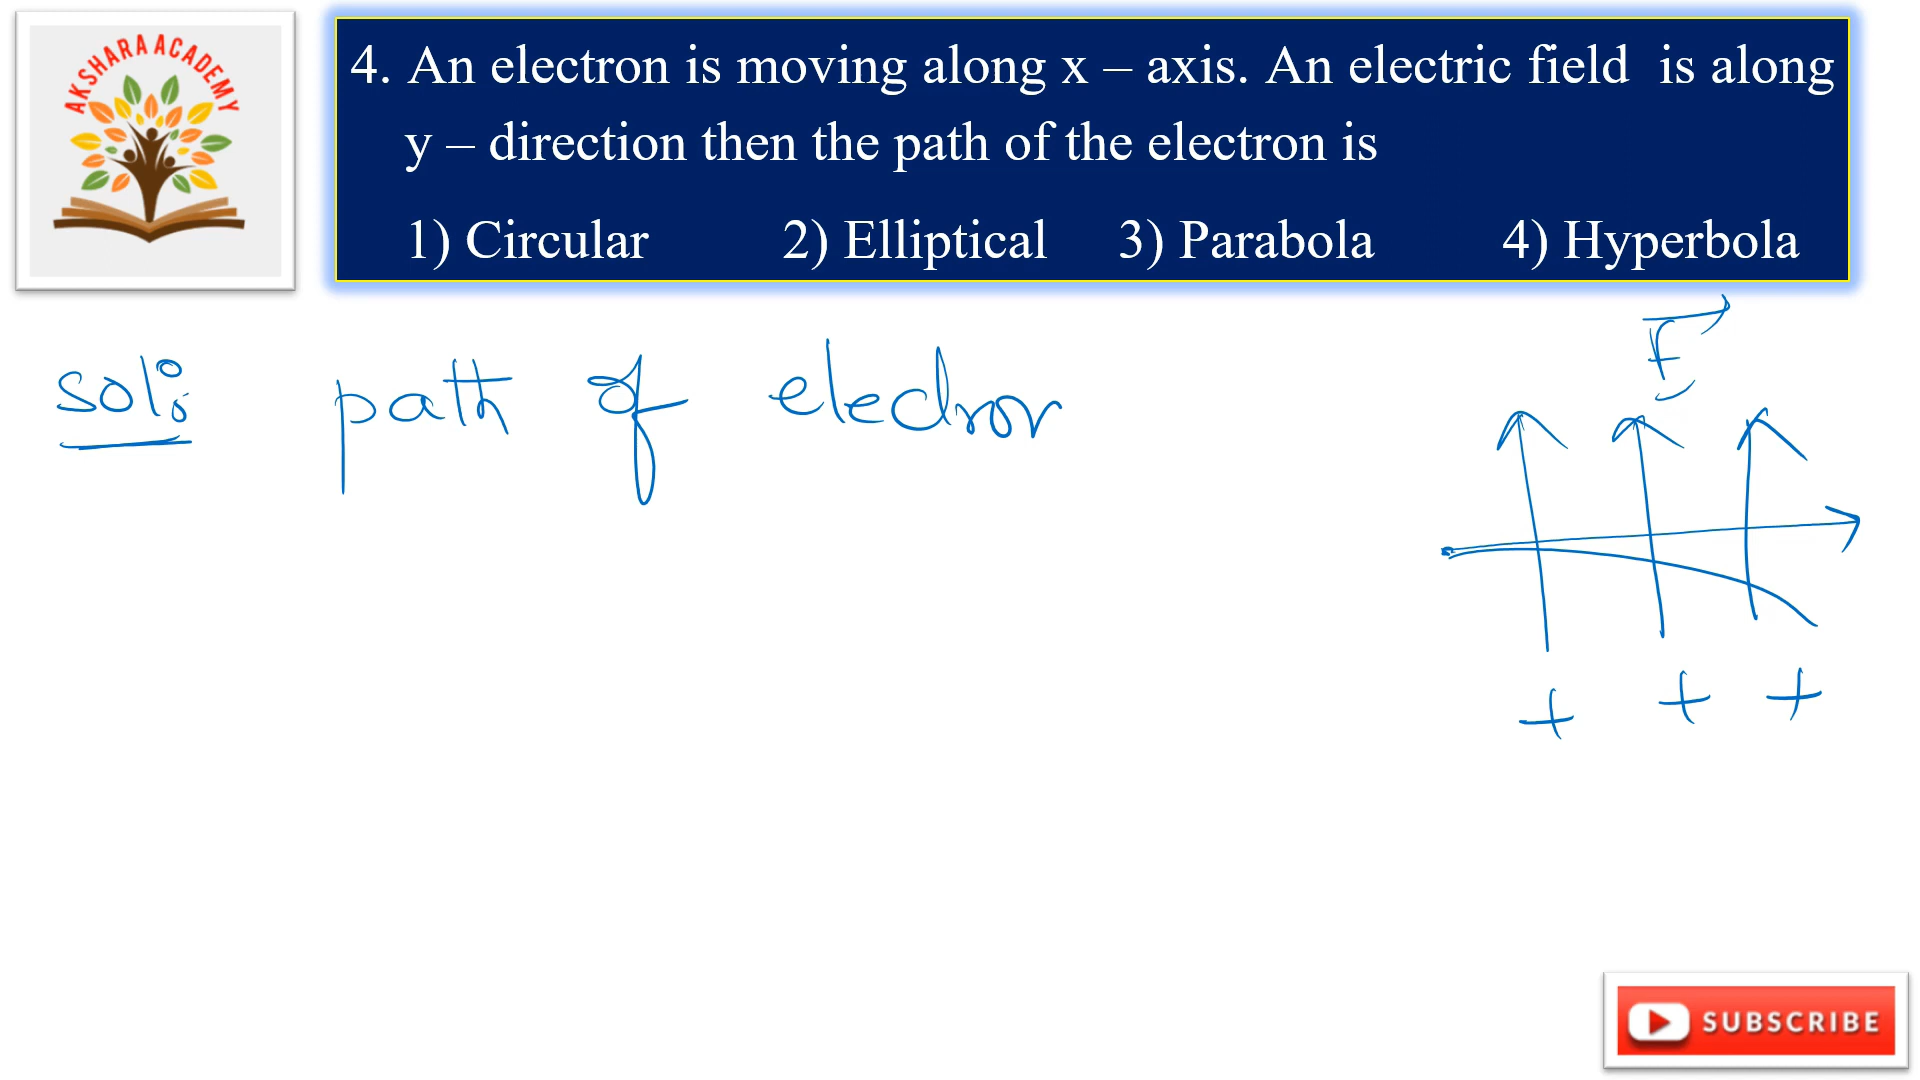 AKSHARA ACADEMY
4. An electron is moving along x – axis. An electric field is along
y – direction then the path of the electron is
1) Circular 2) Elliptical 3) Parabola 4) Hyperbola
E
sol:
path of electron
+ + +
SUBSCRIBE